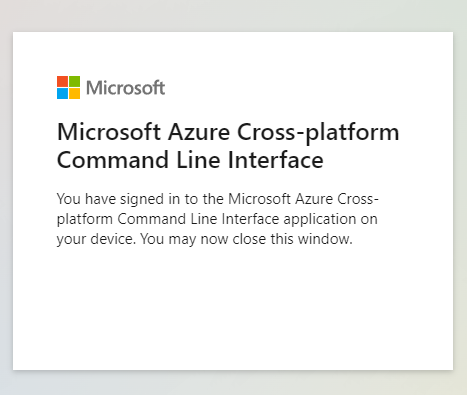 Microsoft
Microsoft Azure Cross-platform
Command Line Interface
You have signed in to the Microsoft Azure Cross-
platform Command Line Interface application on
your device. You may now close this window.